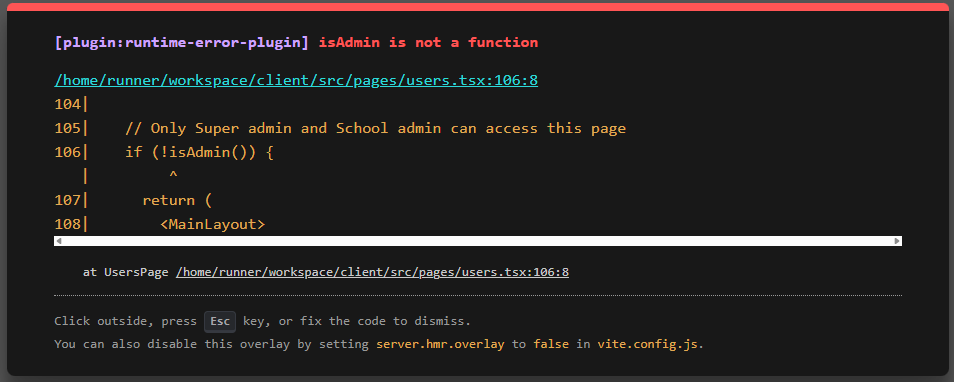 [plugin:runtime-error-plugin] isAdmin is not a function
/home/runner/workspace/client/src/pages/users.tsx:106:8
104|
105|    // Only Super admin and School admin can access this page
106|    if (!isAdmin()) {
   |         ^
107|      return (
108|        <MainLayout>
at UsersPage /home/runner/workspace/client/src/pages/users.tsx:106:8
Click outside, press Esc key, or fix the code to dismiss.
You can also disable this overlay by setting server.hmr.overlay to false in vite.config.js.